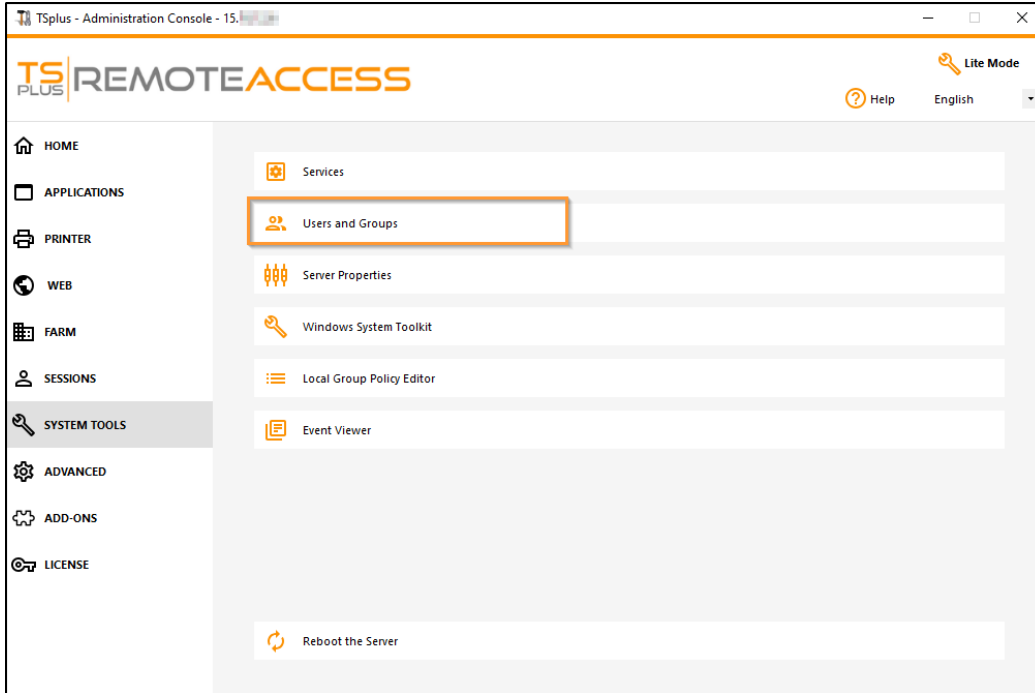 TSplus - Administration Console - 15.
TS PLUS REMOTEACCESS
Lite Mode
Help
English
HOME
APPLICATIONS
PRINTER
WEB
FARM
SESSIONS
SYSTEM TOOLS
ADVANCED
ADD-ONS
LICENSE
Services
Users and Groups
Server Properties
Windows System Toolkit
Local Group Policy Editor
Event Viewer
Reboot the Server